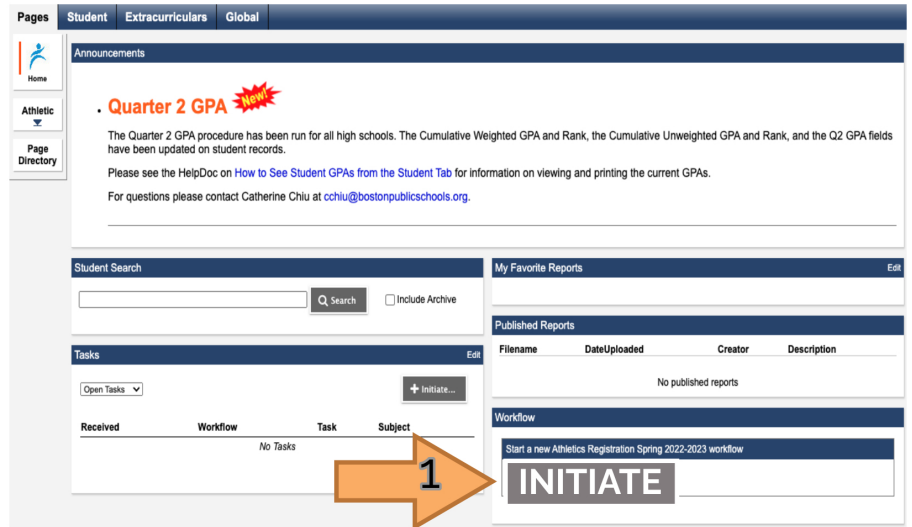 Pages
Student Extracurriculars Global
Home
Athletic
Page
Directory
Announcements
• Quarter 2 GPA New!
The Quarter 2 GPA procedure has been run for all high schools. The Cumulative Weighted GPA and Rank, the Cumulative Unweighted GPA and Rank, and the Q2 GPA fields
have been updated on student records.
Please see the HelpDoc on How to See Student GPAs from the Student Tab for information on viewing and printing the current GPAs.
For questions please contact Catherine Chiu at cchiu@bostonpublicschools.org.
Student Search
Search Include Archive
Tasks Edit
Open Tasks + Initiate...
Received Workflow Task Subject
No Tasks
My Favorite Reports Edit
Published Reports
Filename DateUploaded Creator Description
No published reports
Workflow
Start a new Athletics Registration Spring 2022-2023 workflow
1 INITIATE